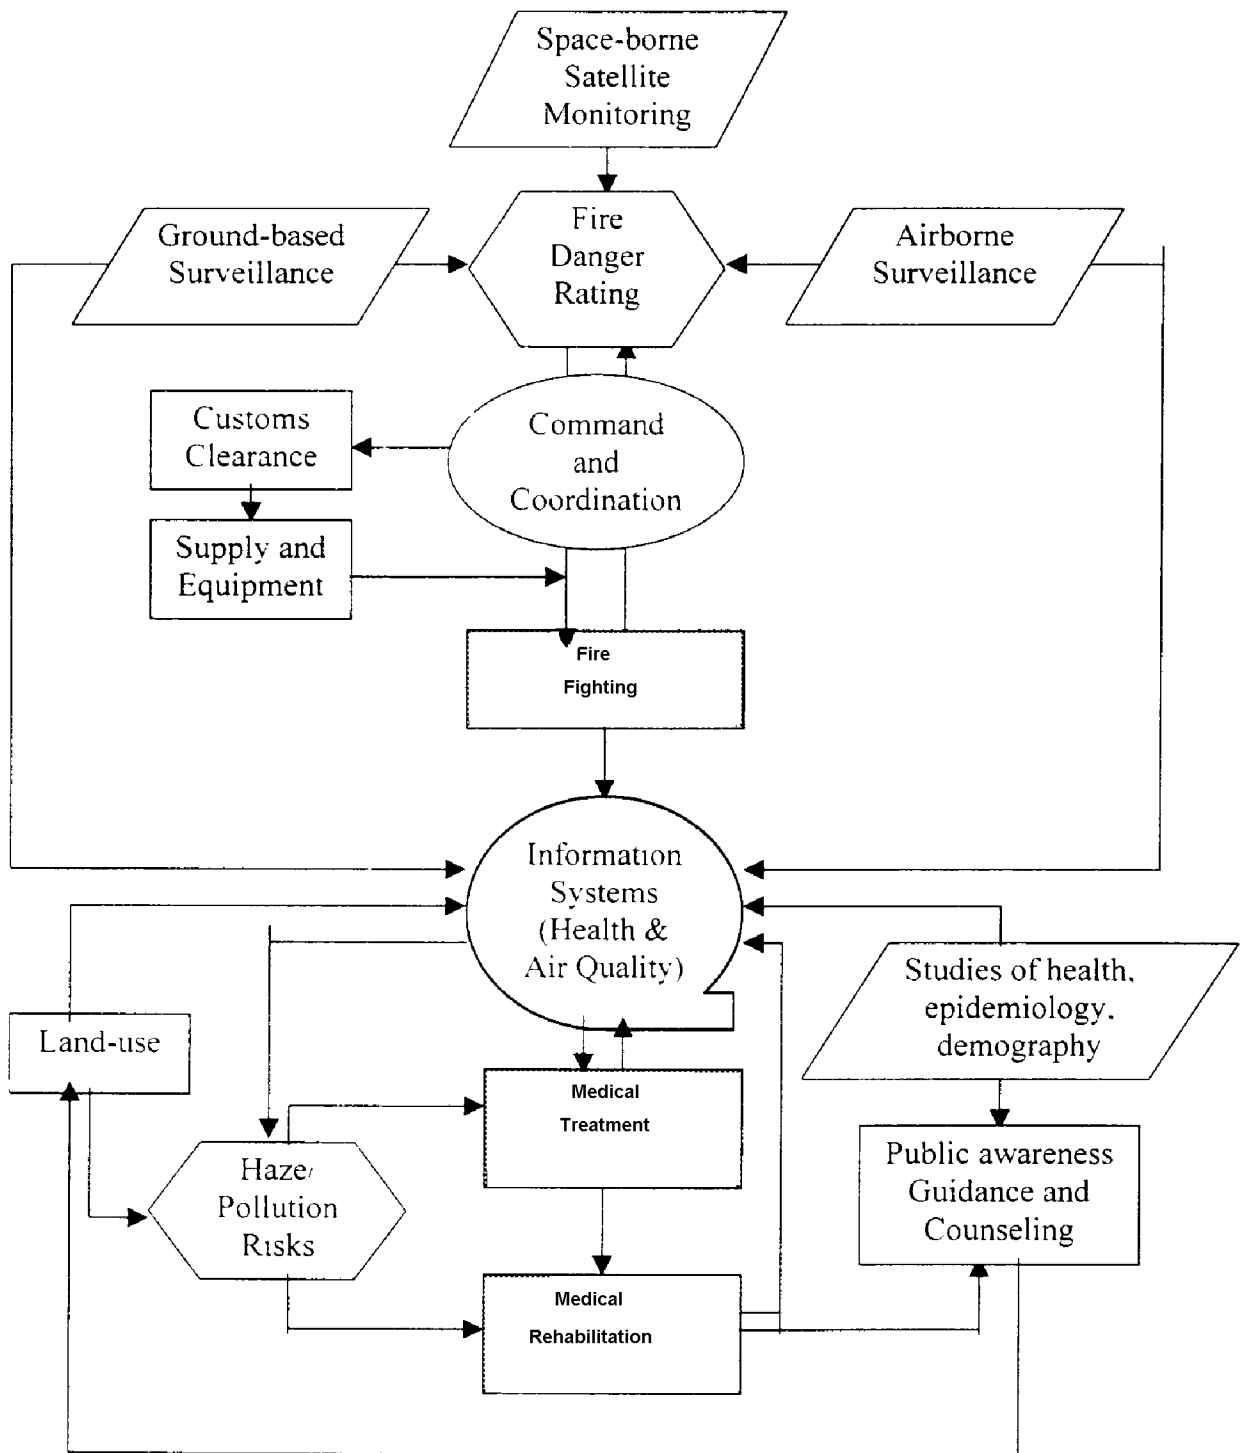 Space-borne
Satellite
Monitoring
Ground-based
Surveillance
Fire
Danger
Rating
Airborne
Surveillance
Customs
Clearance
Command
and
Coordination
Supply and
Equipment
Fire
Fighting
Information
Systems
(Health &
Air Quality)
Studies of health,
epidemiology,
demography
Land-use
Medical
Treatment
Public awareness
Guidance and
Counseling
Haze/
Pollution
Risks
Medical
Rehabilitation